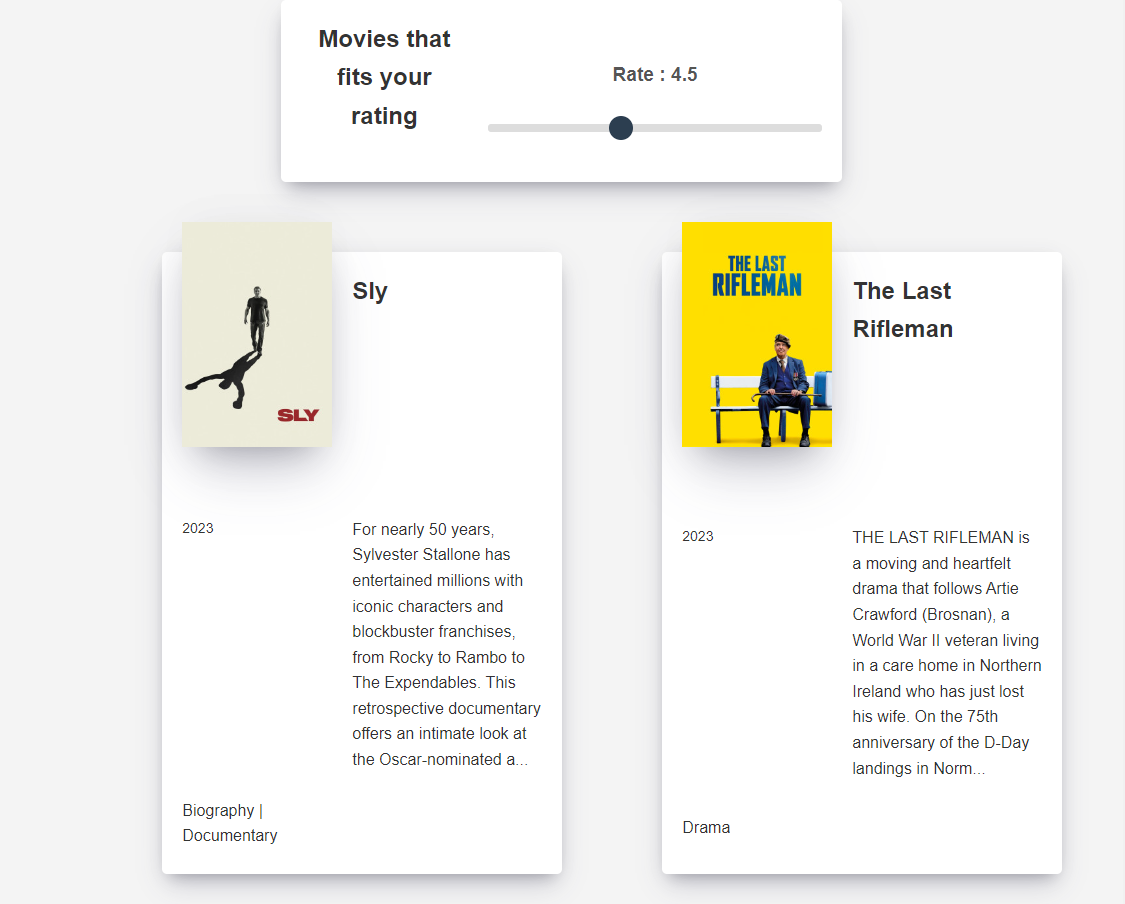 Movies that
fits your
rating
Rate : 4.5
SLY
Sly
2023
For nearly 50 years,
Sylvester Stallone has
entertained millions with
iconic characters and
blockbuster franchises,
from Rocky to Rambo to
The Expendables. This
retrospective documentary
offers an intimate look at
the Oscar-nominated a...
Biography |
Documentary
THE LAST
RIFLEMAN
The Last
Rifleman
2023
THE LAST RIFLEMAN is
a moving and heartfelt
drama that follows Artie
Crawford (Brosnan), a
World War II veteran living
in a care home in Northern
Ireland who has just lost
his wife. On the 75th
anniversary of the D-Day
landings in Norm...
Drama